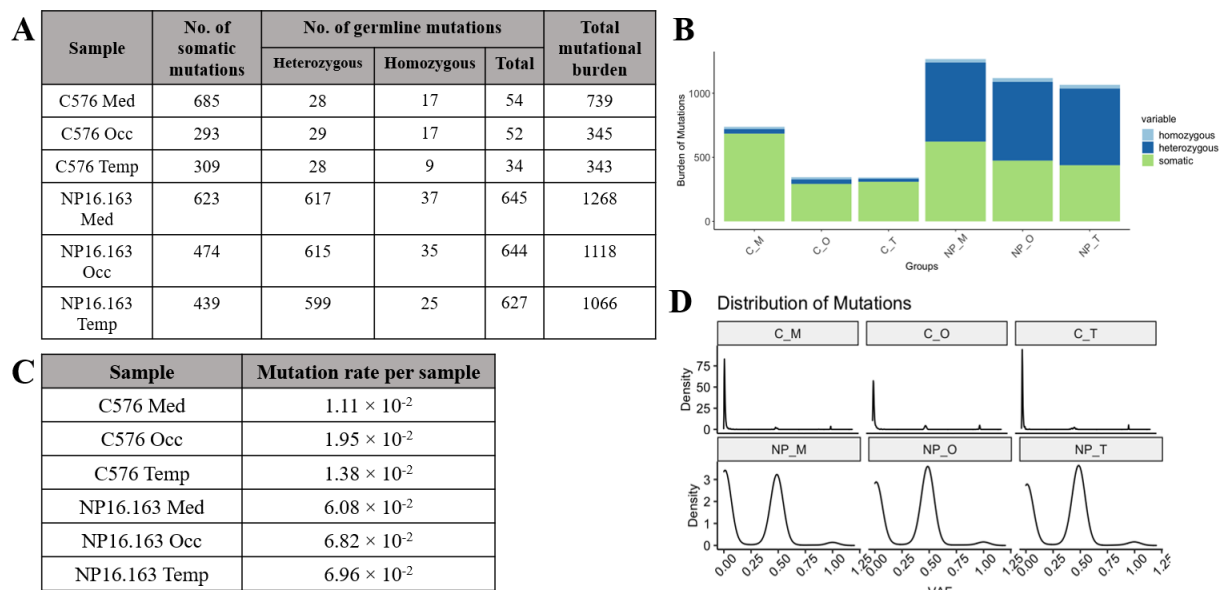 A
Sample
No. of somatic mutations
No. of germline mutations
Total mutational burden
Heterozygous Homozygous Total
C576 Med 685 28 17 54 739
C576 Occ 293 29 17 52 345
C576 Temp 309 28 9 34 343
NP16.163 Med 623 617 37 645 1268
NP16.163 Occ 474 615 35 644 1118
NP16.163 Temp 439 599 25 627 1066
B
Burden of Mutations
1000
500
0
C_M C_O C_T NP_M NP_O NP_T
Groups
variable
homozygous
heterozygous
somatic
C
Sample Mutation rate per sample
C576 Med 1.11 × 10⁻²
C576 Occ 1.95 × 10⁻²
C576 Temp 1.38 × 10⁻²
NP16.163 Med 6.08 × 10⁻²
NP16.163 Occ 6.82 × 10⁻²
NP16.163 Temp 6.96 × 10⁻²
D Distribution of Mutations
C_M C_O C_T
Density
75
50
25
0
NP_M NP_O NP_T
Density
3
2
1
0
0.00 0.25 0.50 0.75 1.00 1.25 0.00 0.25 0.50 0.75 1.00 1.25 0.00 0.25 0.50 0.75 1.00